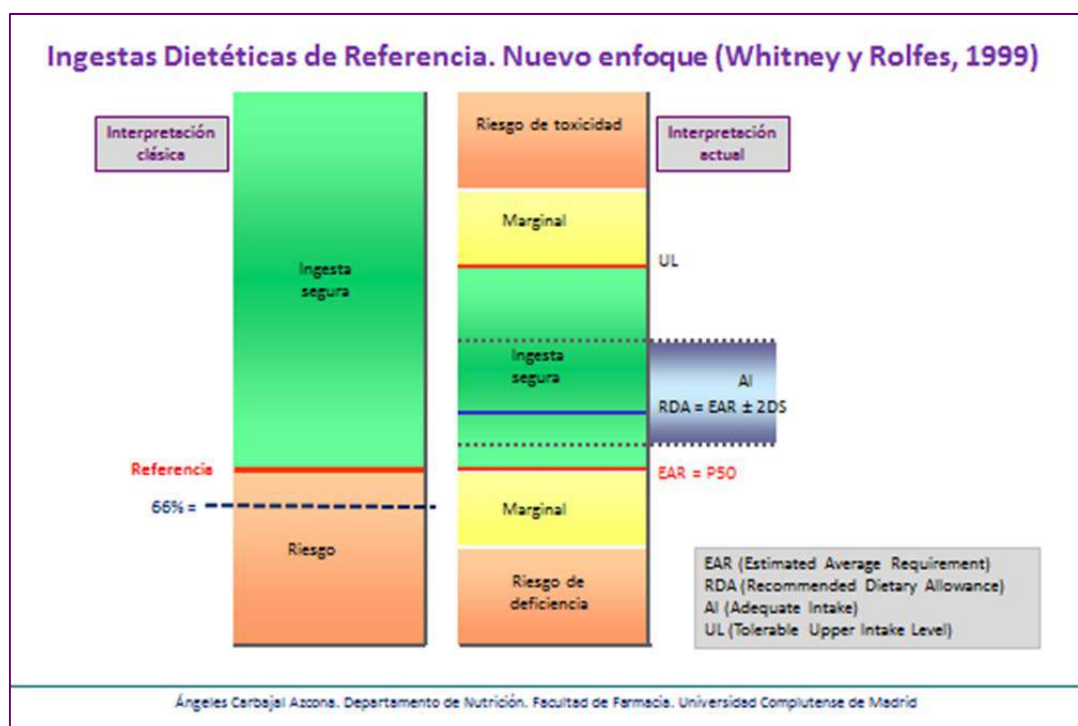 Ingestas Dietéticas de Referencia. Nuevo enfoque (Whitney y Rolfes, 1999)
Interpretación
clásica
Ingesta
segura
Referencia
66% =
Riesgo
Riesgo de toxicidad
Marginal
Ingesta
segura
Marginal
Riesgo de
deficiencia
Interpretación
actual
UL
AI
RDA = EAR ± 2DS
EAR = P50
EAR (Estimated Average Requirement)
RDA (Recommended Dietary Allowance)
AI (Adequate Intake)
UL (Tolerable Upper Intake Level)
Ángeles Carbajal Azcona. Departamento de Nutrición. Facultad de Farmacia. Universidad Complutense de Madrid